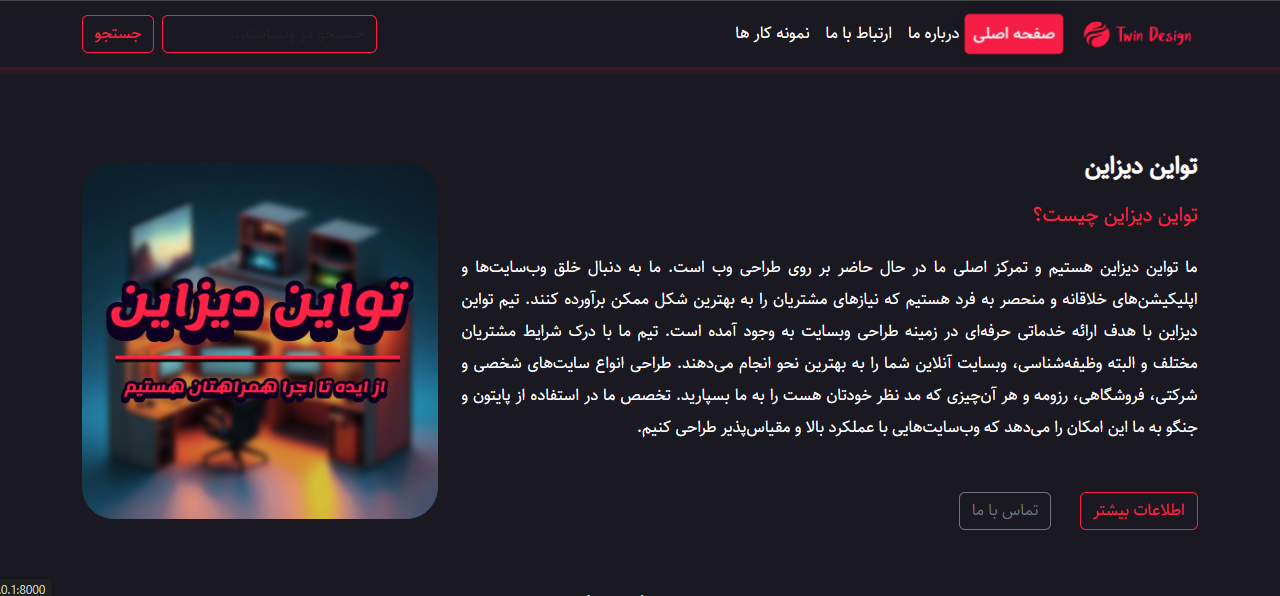 Twin Design
صفحه اصلی
درباره ما
ارتباط با ما
نمونه کار ها
جستجو در وبسایت...
جستجو
تواین دیزاین
تواین دیزاین چیست؟
ما تواین دیزاین هستیم و تمرکز اصلی ما در حال حاضر بر روی طراحی وب است. ما به دنبال خلق وب‌سایت‌ها و
اپلیکیشن‌های خلاقانه و منحصر به فرد هستیم که نیازهای مشتریان را به بهترین شکل ممکن برآورده کنند. تیم تواین
دیزاین با هدف ارائه خدماتی حرفه‌ای در زمینه طراحی وبسایت به وجود آمده است. تیم ما با درک شرایط مشتریان
مختلف و البته وظیفه‌شناسی، وبسایت آنلاین شما را به بهترین نحو انجام می‌دهند. طراحی انواع سایت‌های شخصی و
شرکتی، فروشگاهی، رزومه و هر آن‌چیزی که مد نظر خودتان هست را به ما بسپارید. تخصص ما در استفاده از پایتون و
جنگو به ما این امکان را می‌دهد که وب‌سایت‌هایی با عملکرد بالا و مقیاس‌پذیر طراحی کنیم.
اطلاعات بیشتر
تماس با ما
تواین دیزاین
از ایده تا اجرا همراهتان هستیم
.0.1:8000